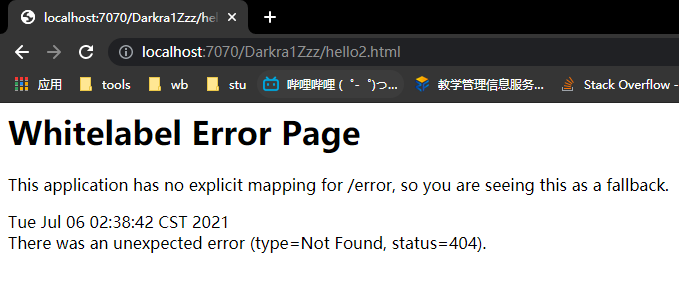 localhost:7070/Darkra1Zzz/hel
localhost:7070/Darkra1Zzz/hello2.html
应用 tools wb stu 哔哩哔哩 ( ゜- ゜)つ... 教学管理信息服务... Stack Overflow -
Whitelabel Error Page
This application has no explicit mapping for /error, so you are seeing this as a fallback.
Tue Jul 06 02:38:42 CST 2021
There was an unexpected error (type=Not Found, status=404).